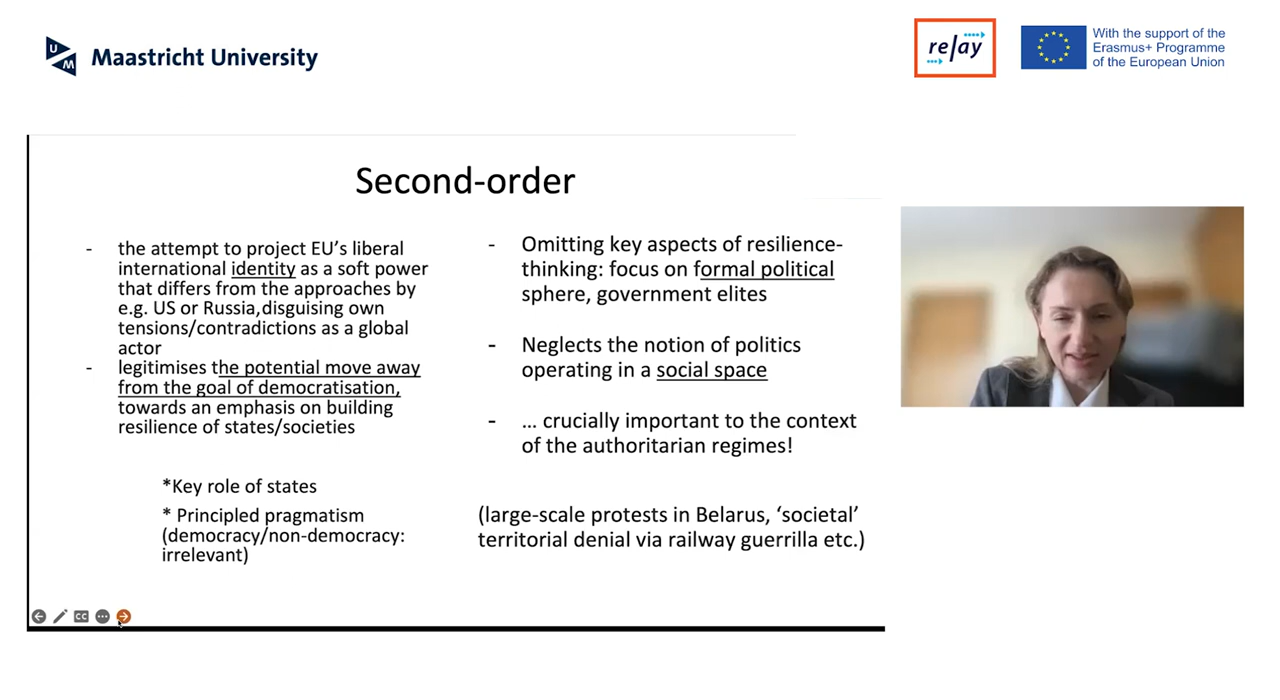 UM
Maastricht University
relay
With the support of the
Erasmus+ Programme
of the European Union
Second-order
- the attempt to project EU’s liberal
international identity as a soft power
that differs from the approaches by
e.g. US or Russia,disguising own
tensions/contradictions as a global
actor
- legitimises the potential move away
from the goal of democratisation,
towards an emphasis on building
resilience of states/societies
*Key role of states
* Principled pragmatism
(democracy/non-democracy:
irrelevant)
- Omitting key aspects of resilience-
thinking: focus on formal political
sphere, government elites
- Neglects the notion of politics
operating in a social space
- … crucially important to the context
of the authoritarian regimes!
(large-scale protests in Belarus, ‘societal’
territorial denial via railway guerrilla etc.)
CC